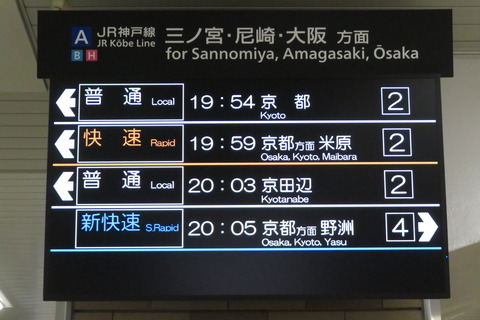 A JR神戸線 三ノ宮・尼崎・大阪 方面
B H JR Kōbe Line for Sannomiya, Amagasaki, Ōsaka
普通 Local 19:54 京都 2
Kyoto
快速 Rapid 19:59 京都方面 米原 2
Osaka, Kyoto, Maibara
普通 Local 20:03 京田辺 2
Kyotanabe
新快速 S.Rapid 20:05 京都方面 野洲 4
Osaka, Kyoto, Yasu